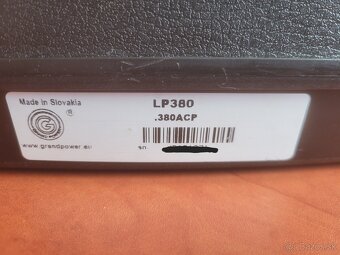 Made in Slovakia
LP380
.380ACP
G
®
www.grandpower.eu
sn.